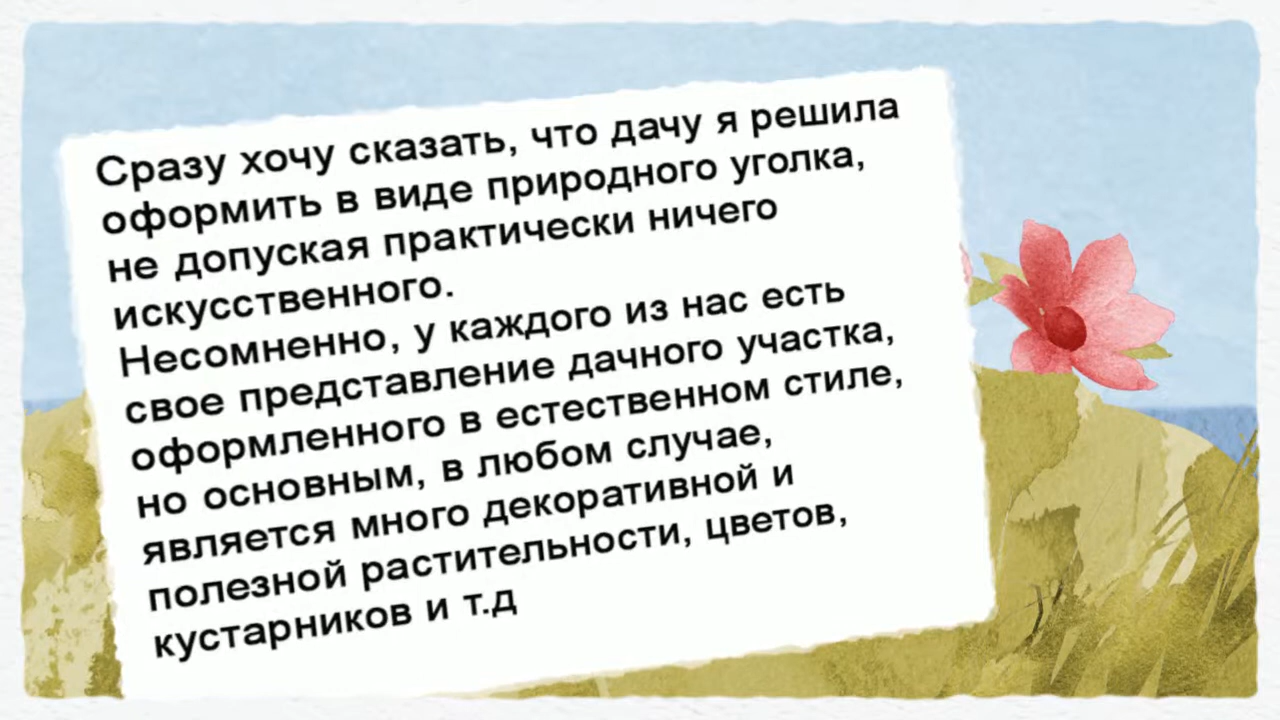 Сразу хочу сказать, что дачу я решила
оформить в виде природного уголка,
не допуская практически ничего
искусственного.
Несомненно, у каждого из нас есть
свое представление дачного участка,
оформленного в естественном стиле,
но основным, в любом случае,
является много декоративной и
полезной растительности, цветов,
кустарников и т.д